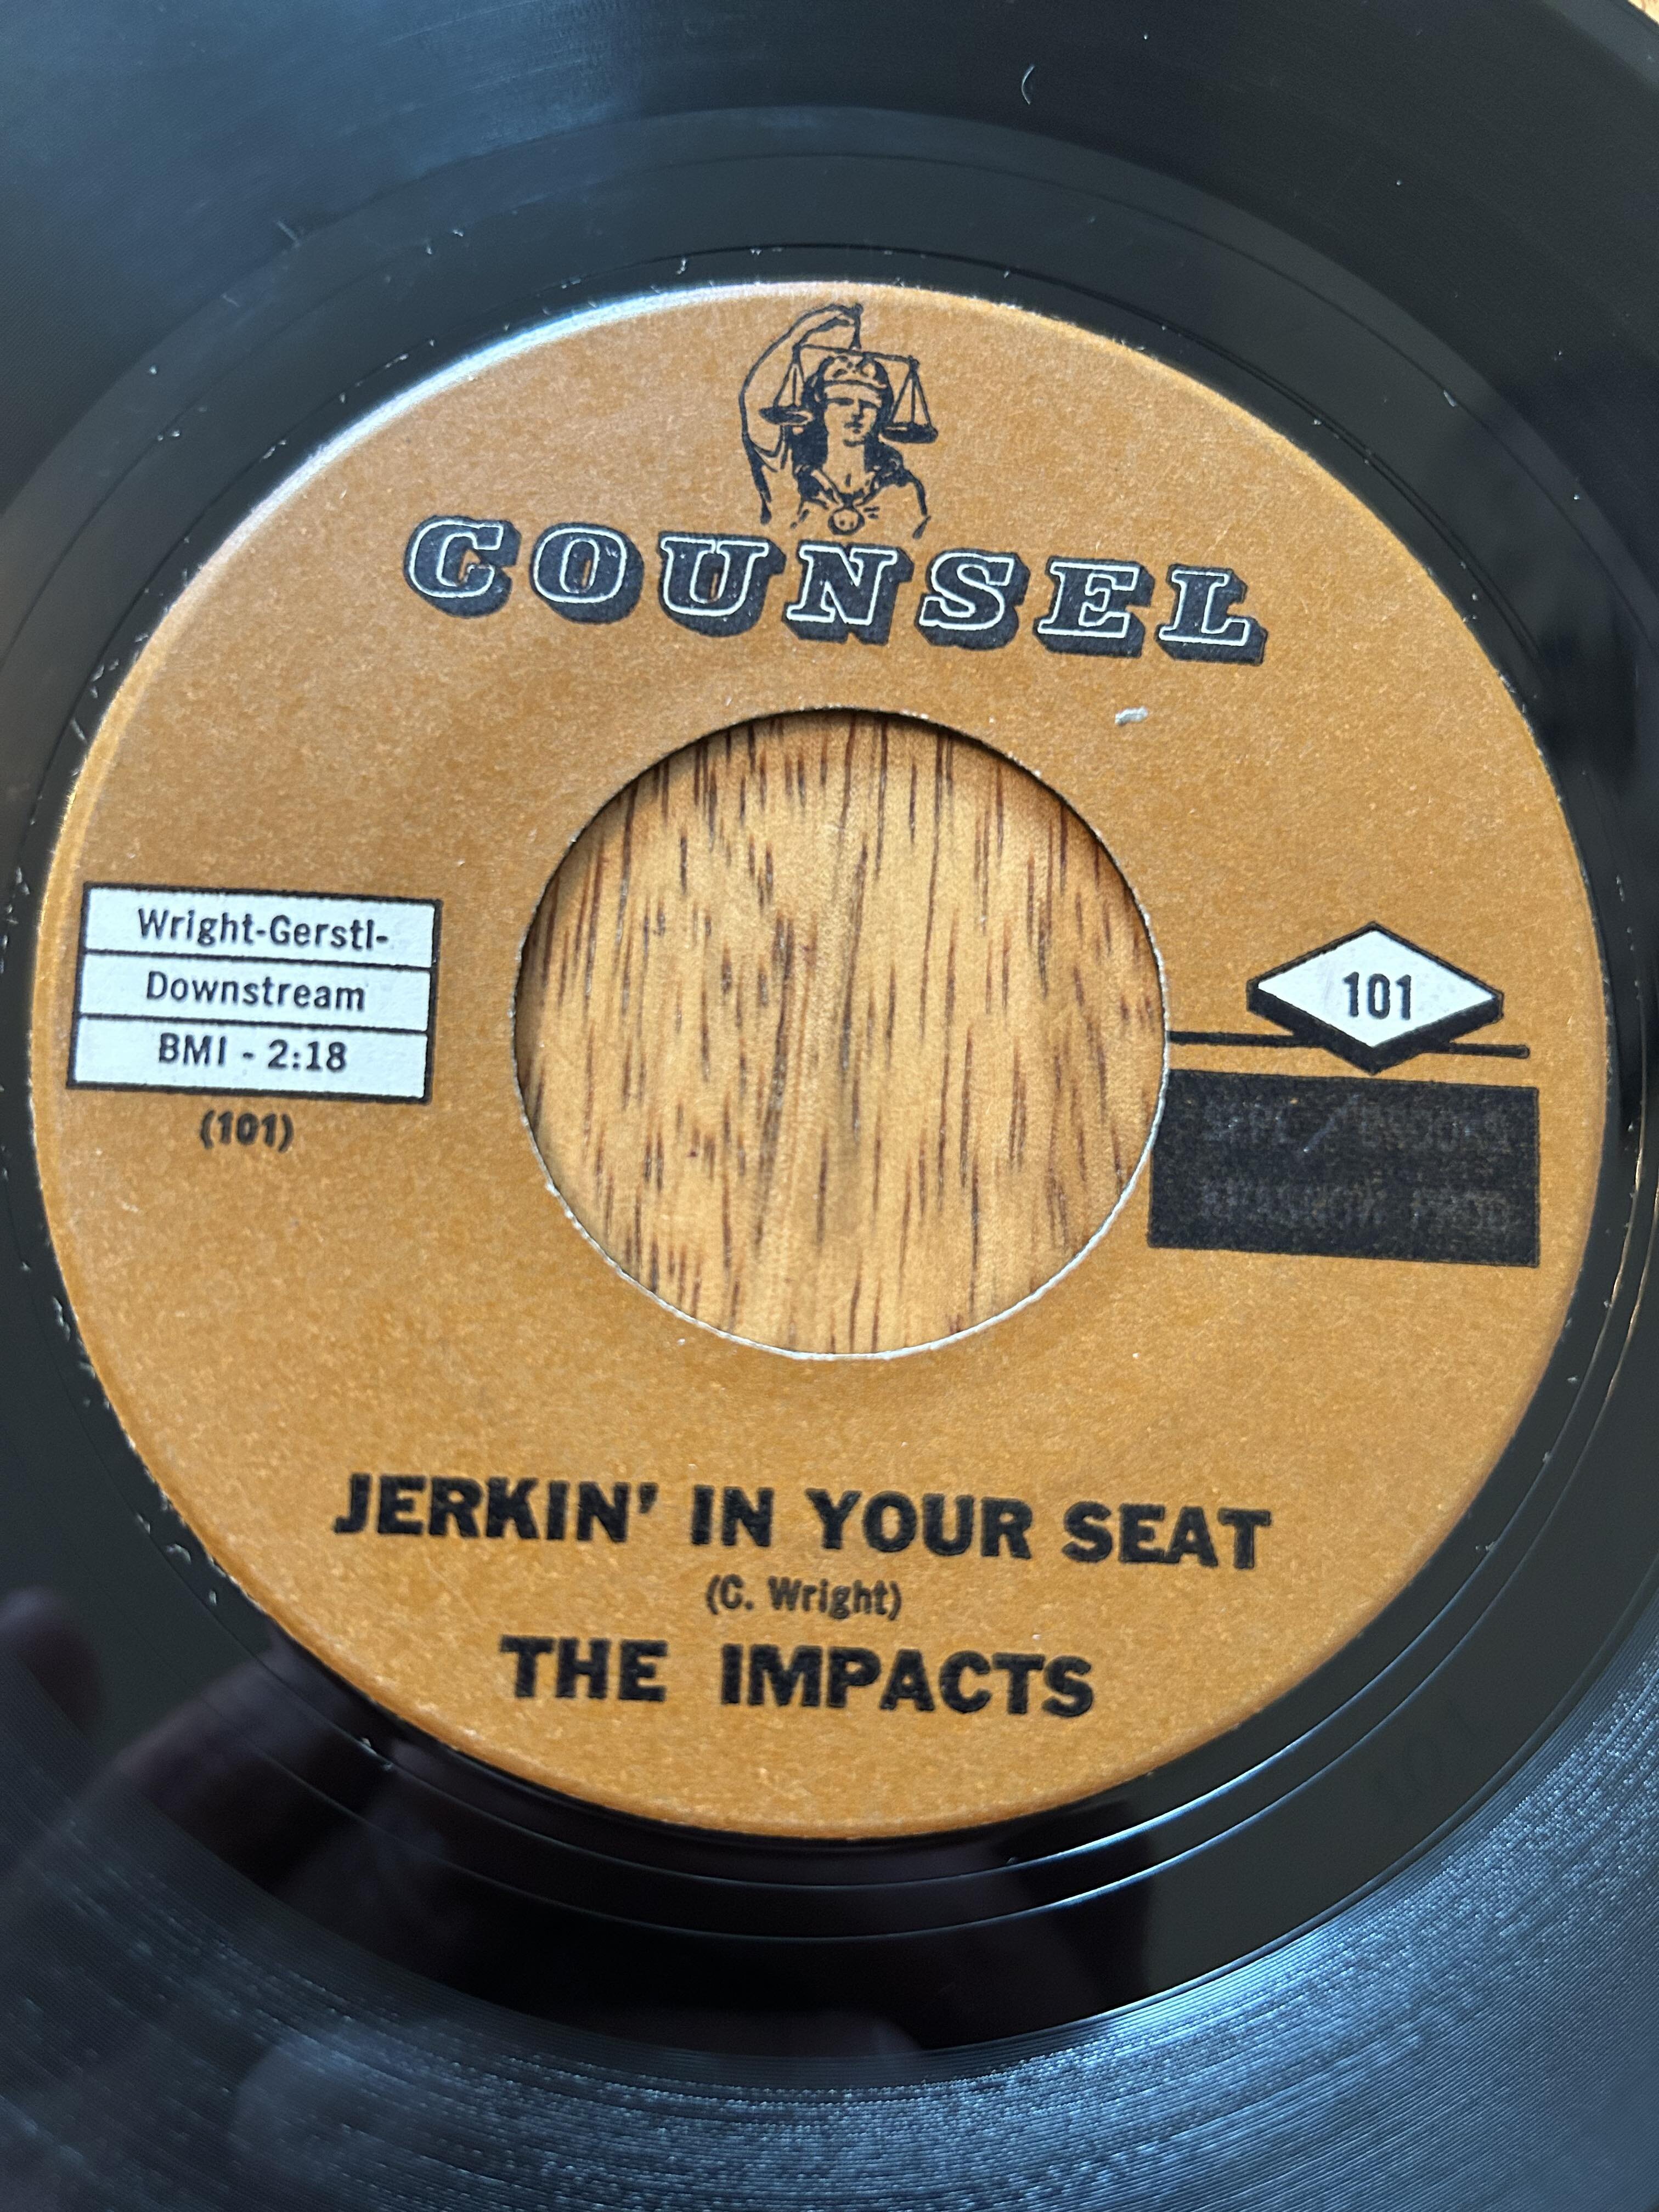 COUNSEL
Wright-Gerstl-
Downstream
BMI - 2:18
(101)
101
JERKIN' IN YOUR SEAT
(C. Wright)
THE IMPACTS